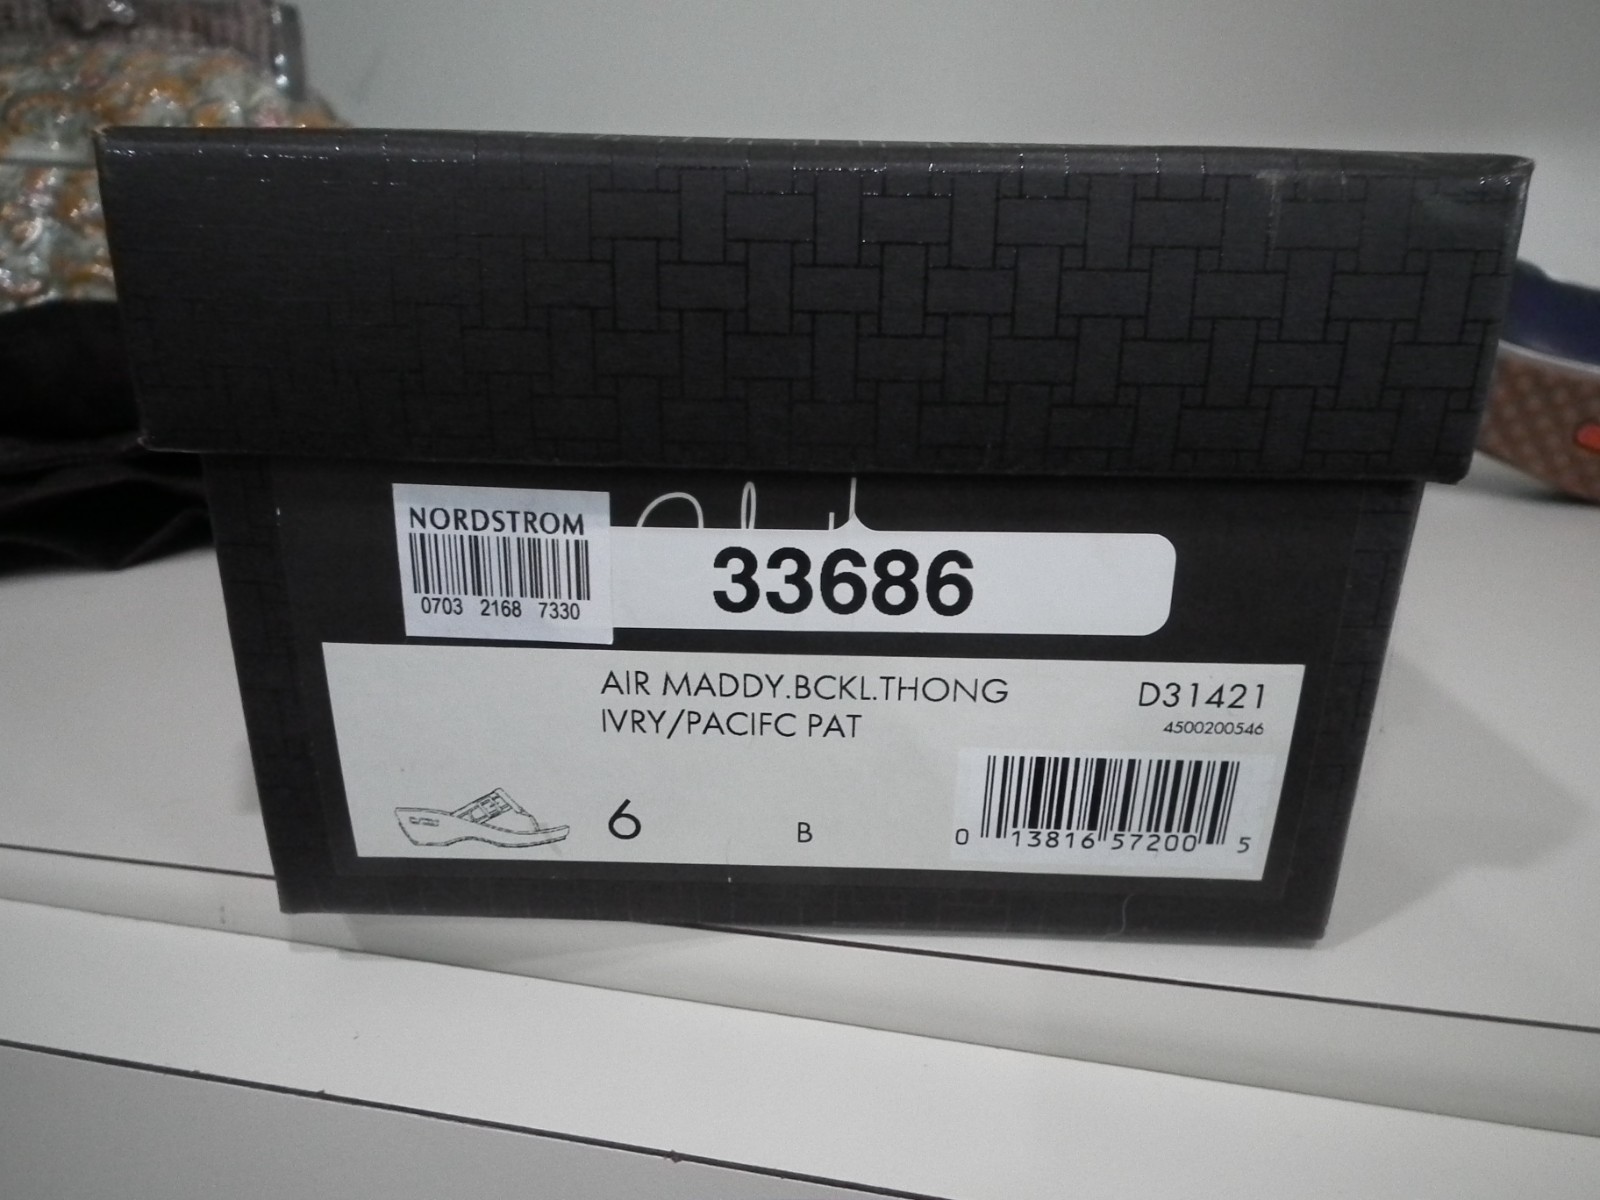 NORDSTROM
0703 2168 7330
33686
AIR MADDY.BCKL.THONG
IVRY/PACIFC PAT
D31421
4500200546
6
B
0 13816 57200 5